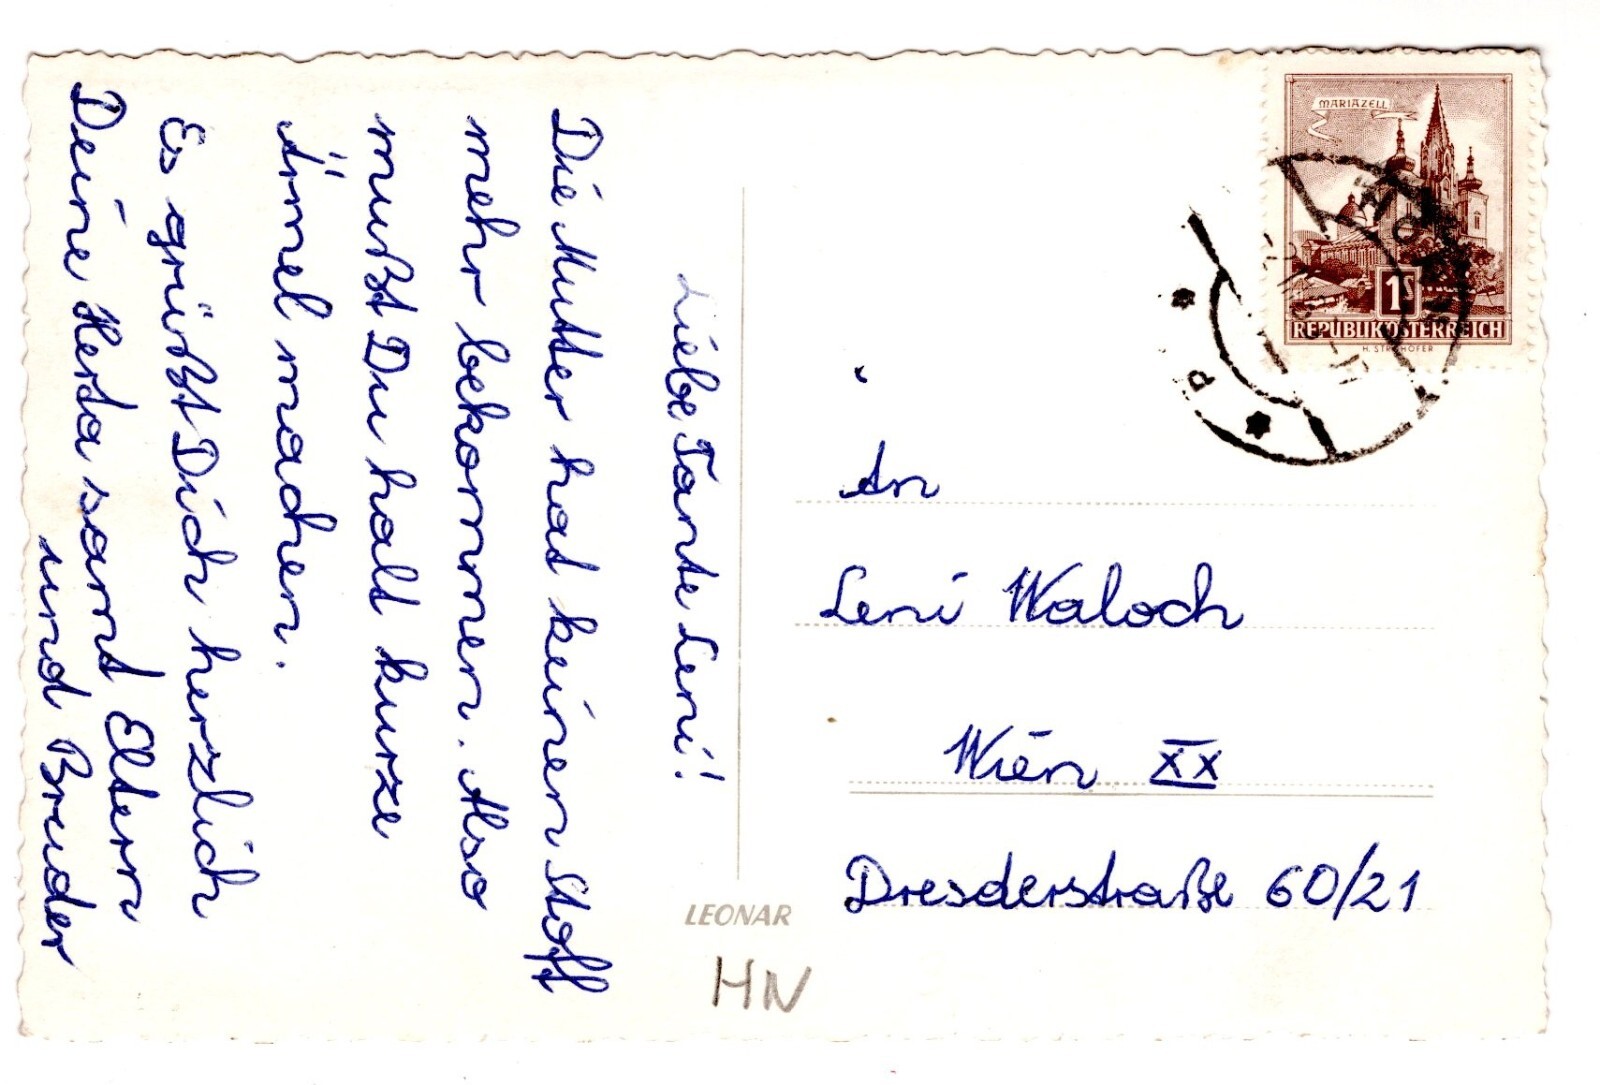 Liebe Tante Leni!
Die Mutter hat keinen Stoff
mehr bekommen. Also
mußt Du halt kurze
Ärmel machen.
Es grüßt Dich herzlich
Deine Herta samt Eltern
und Bruder
An
Leni Waloch
Wien XX
Dresderstraße 60/21
LEONAR
HN
MARIAZELL
1S
REPUBLIK ÖSTERREICH
P